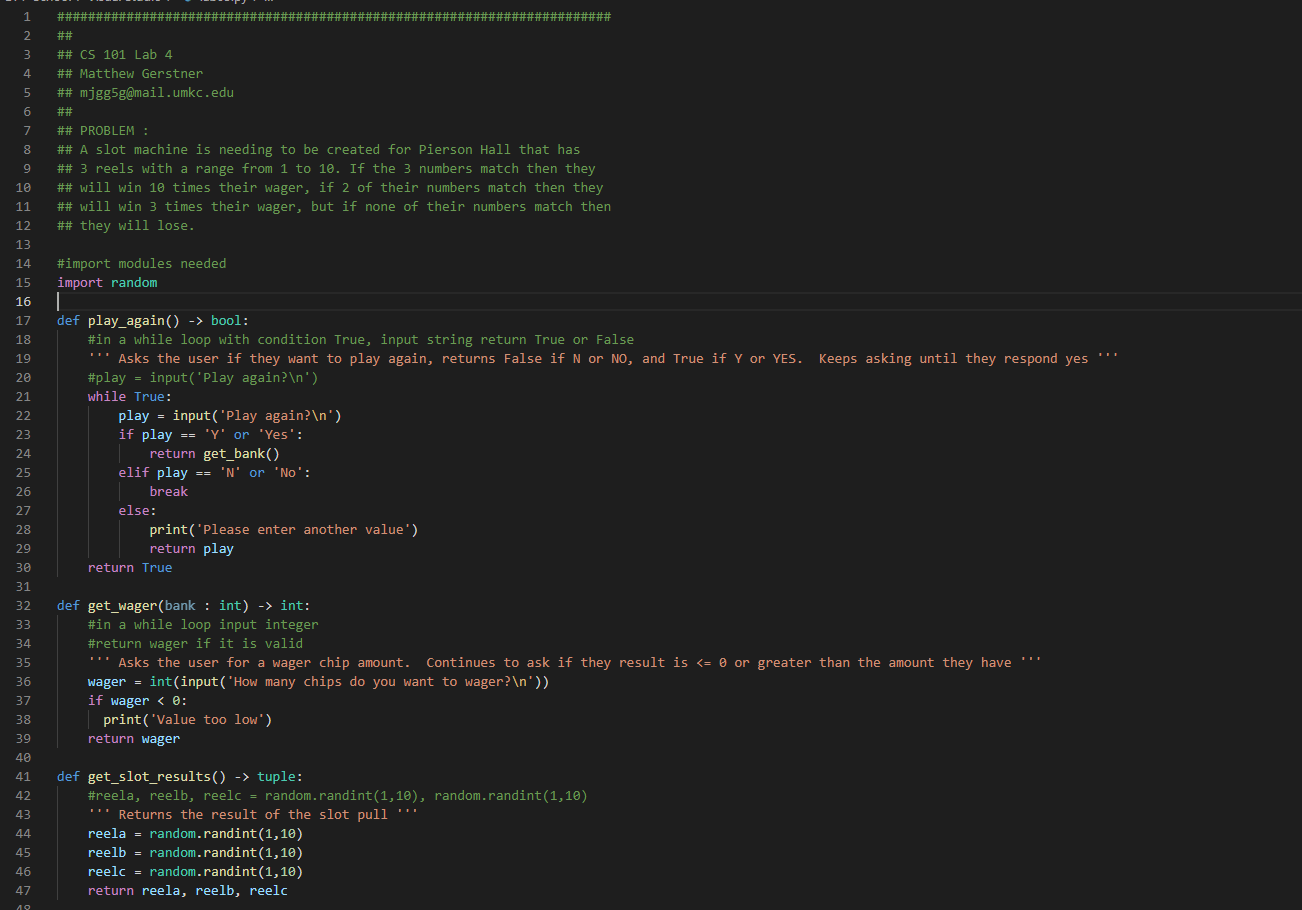 1 ########################################################################
2 ##
3 ## CS 101 Lab 4
4 ## Matthew Gerstner
5 ## mjgg5g@mail.umkc.edu
6 ##
7 ## PROBLEM :
8 ## A slot machine is needing to be created for Pierson Hall that has
9 ## 3 reels with a range from 1 to 10. If the 3 numbers match then they
10 ## will win 10 times their wager, if 2 of their numbers match then they
11 ## will win 3 times their wager, but if none of their numbers match then
12 ## they will lose.
13
14 #import modules needed
15 import random
16
17 def play_again() -> bool:
18     #in a while loop with condition True, input string return True or False
19     ''' Asks the user if they want to play again, returns False if N or NO, and True if Y or YES.  Keeps asking until they respond yes '''
20     #play = input('Play again?\n')
21     while True:
22         play = input('Play again?\n')
23         if play == 'Y' or 'Yes':
24             return get_bank()
25         elif play == 'N' or 'No':
26             break
27         else:
28             print('Please enter another value')
29             return play
30     return True
31
32 def get_wager(bank : int) -> int:
33     #in a while loop input integer
34     #return wager if it is valid
35     ''' Asks the user for a wager chip amount.  Continues to ask if they result is <= 0 or greater than the amount they have '''
36     wager = int(input('How many chips do you want to wager?\n'))
37     if wager < 0:
38       print('Value too low')
39     return wager
40
41 def get_slot_results() -> tuple:
42     #reela, reelb, reelc = random.randint(1,10), random.randint(1,10)
43     ''' Returns the result of the slot pull '''
44     reela = random.randint(1,10)
45     reelb = random.randint(1,10)
46     reelc = random.randint(1,10)
47     return reela, reelb, reelc
48